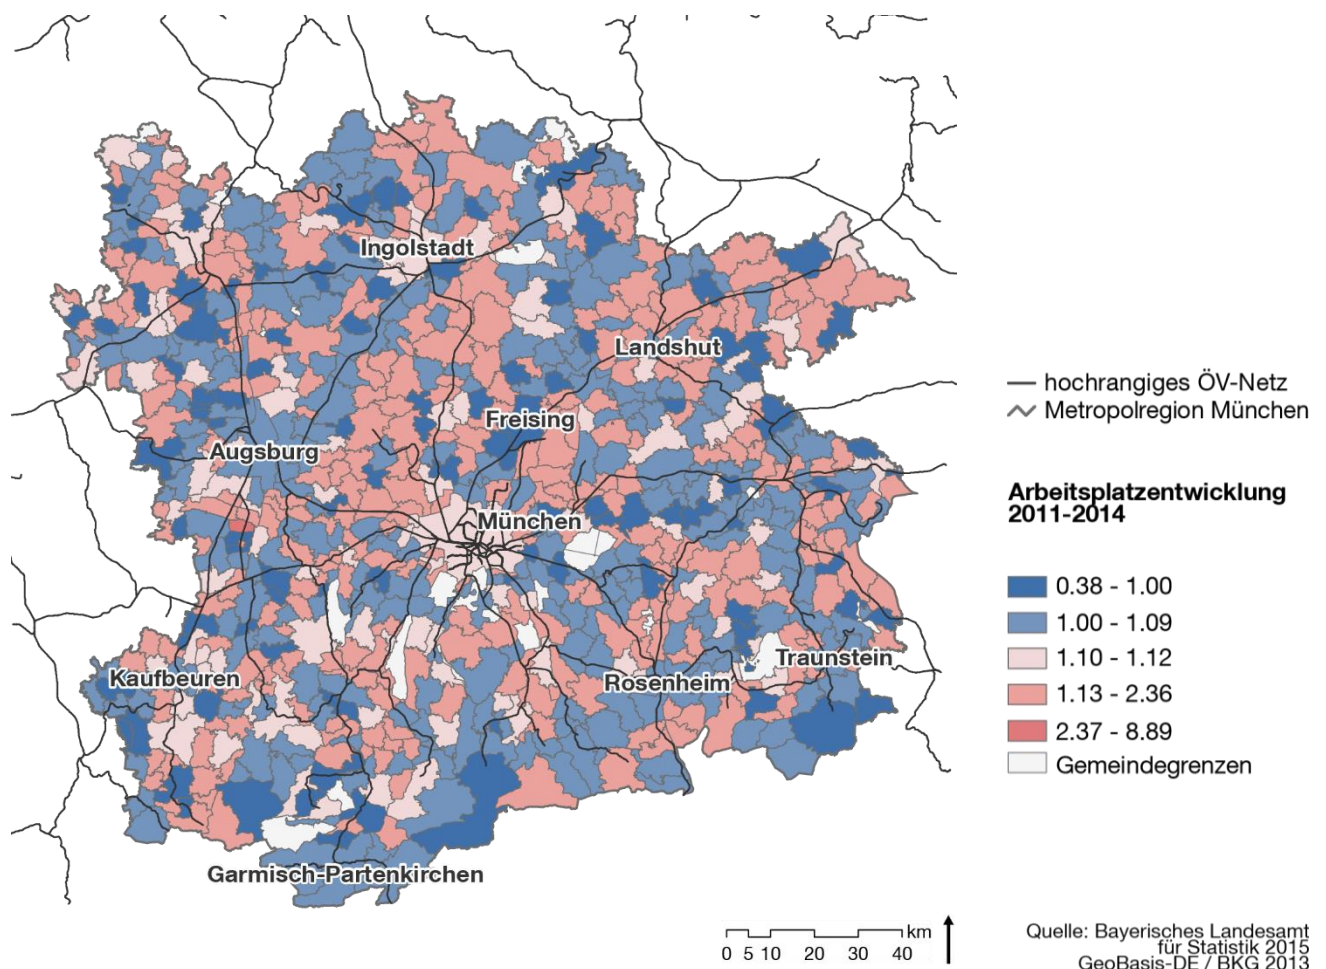 Ingolstadt
Landshut
Freising
Augsburg
München
Traunstein
Kaufbeuren
Rosenheim
Garmisch-Partenkirchen
hochrangiges ÖV-Netz
Metropolregion München
Arbeitsplatzentwicklung
2011-2014
0.38 - 1.00
1.00 - 1.09
1.10 - 1.12
1.13 - 2.36
2.37 - 8.89
Gemeindegrenzen
km
0 5 10 20 30 40
Quelle: Bayerisches Landesamt
für Statistik 2015
GeoBasis-DE / BKG 2013